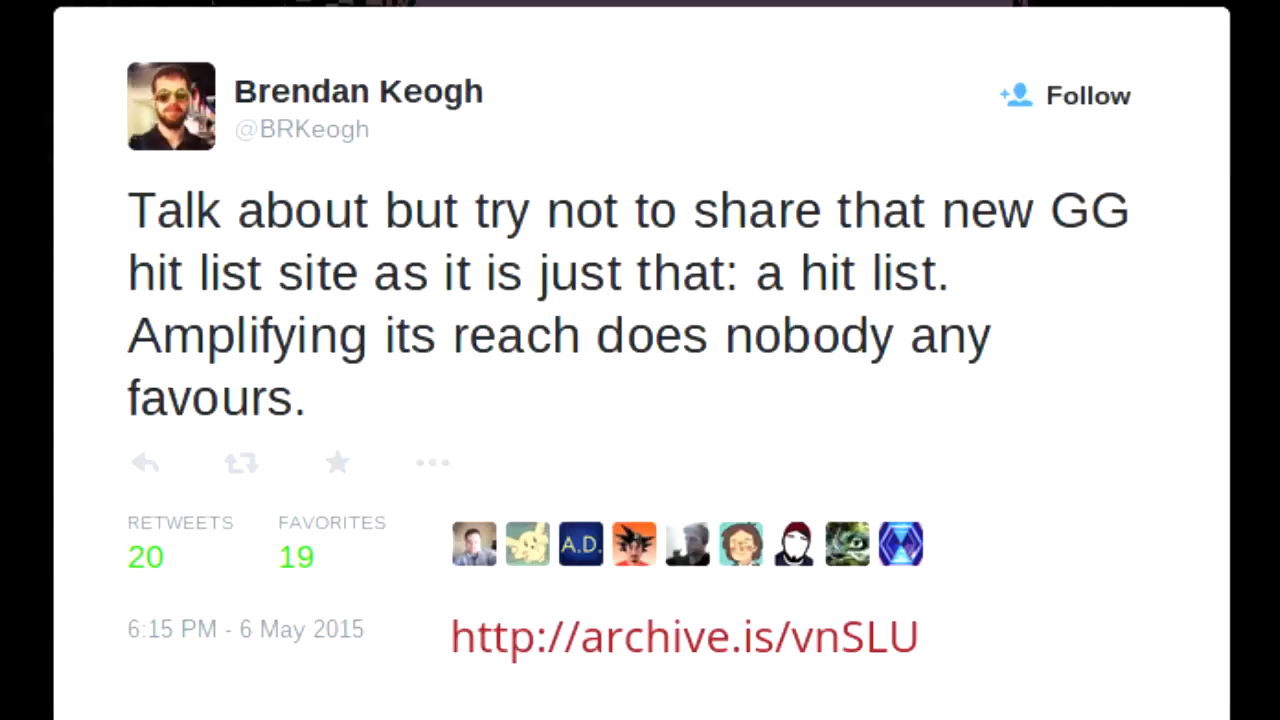 Brendan Keogh
@BRKeogh
Follow
Talk about but try not to share that new GG
hit list site as it is just that: a hit list.
Amplifying its reach does nobody any
favours.
RETWEETS FAVORITES
20 19
A.D.
6:15 PM - 6 May 2015
http://archive.is/vnSLU